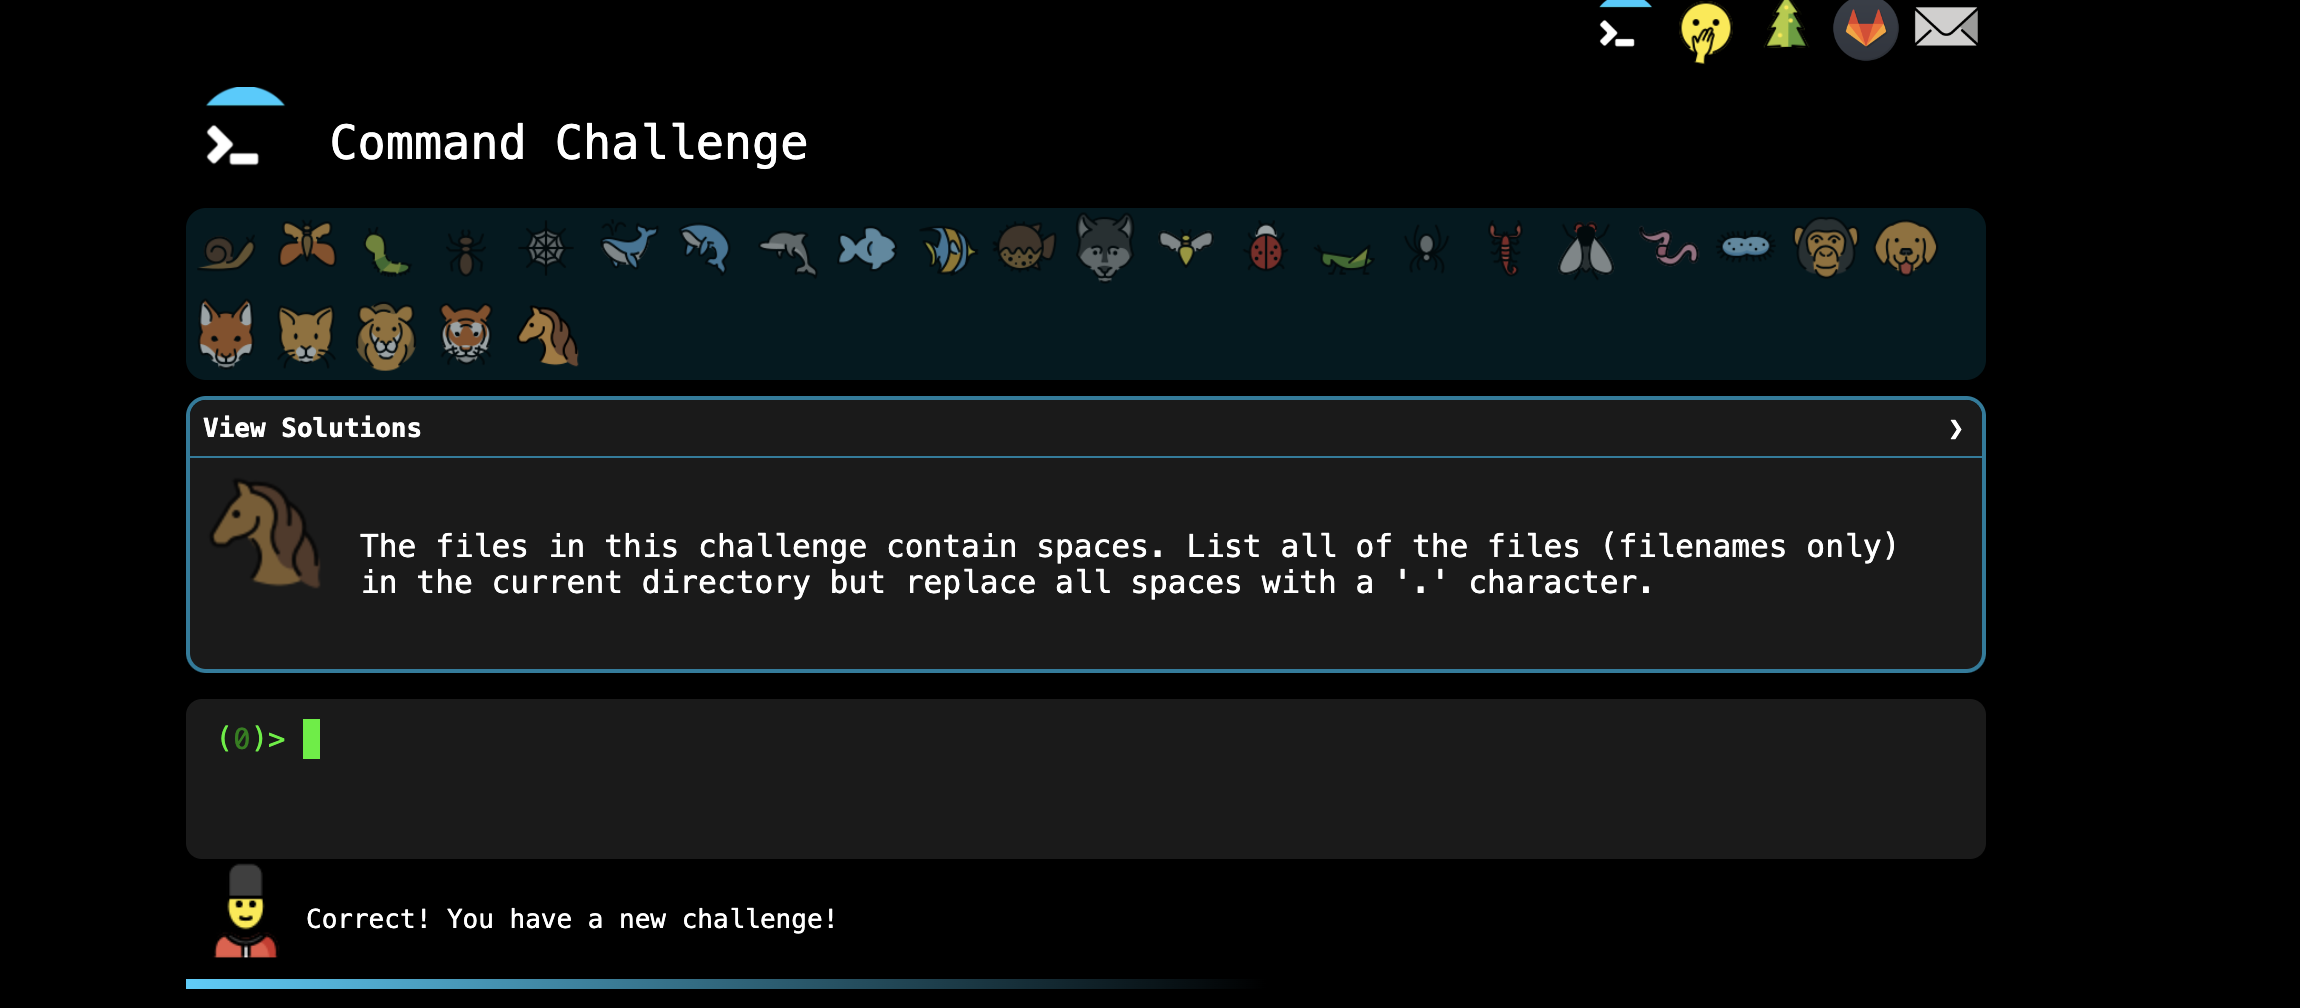 Command Challenge
View Solutions
The files in this challenge contain spaces. List all of the files (filenames only)
in the current directory but replace all spaces with a '.' character.
(0)>
Correct! You have a new challenge!